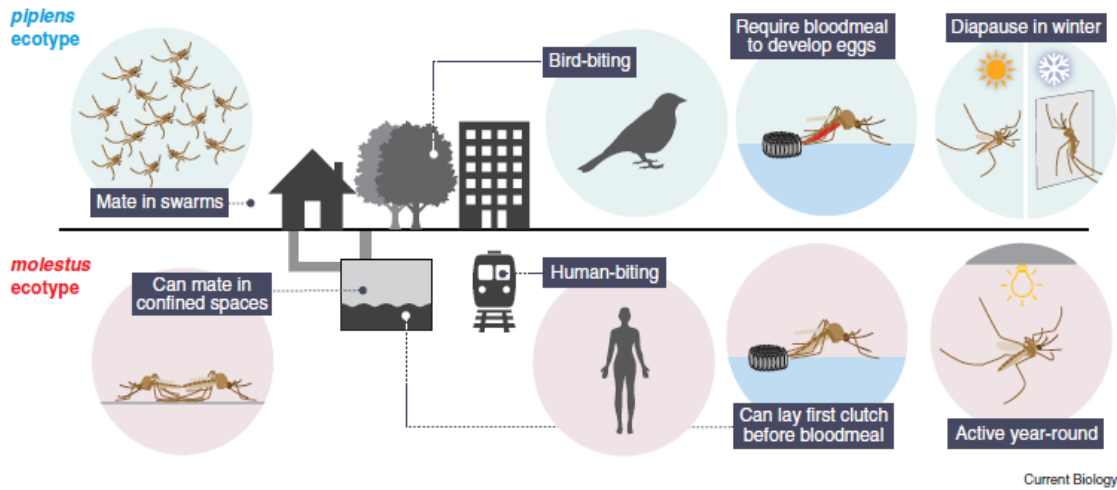 pipiens
ecotype
Mate in swarms
Bird-biting
Require bloodmeal
to develop eggs
Diapause in winter
molestus
ecotype
Can mate in
confined spaces
Human-biting
Can lay first clutch
before bloodmeal
Active year-round
Current Biology